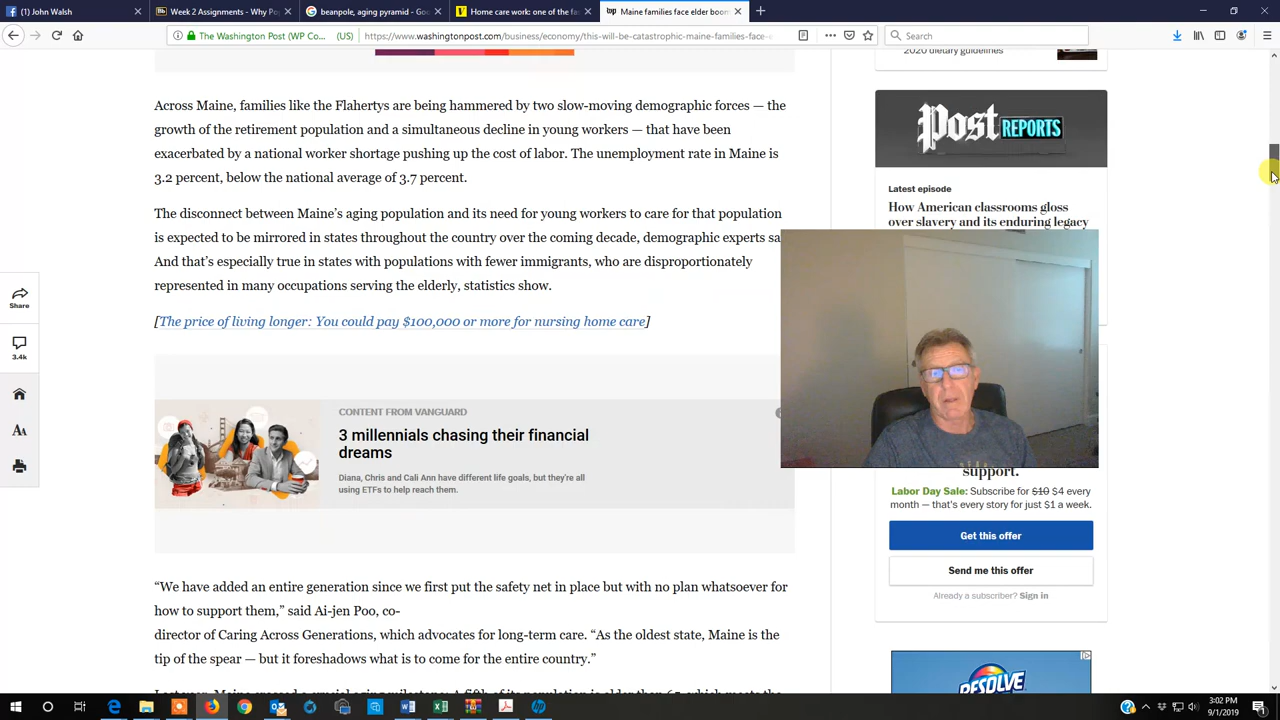 (1) John Walsh
Week 2 Assignments - Why Po
beanpole, aging pyramid - Goo
Home care work: one of the fa
Maine families face elder boom
The Washington Post (WP Co... (US)
https://www.washingtonpost.com/business/economy/this-will-be-catastrophic-maine-families-face-
Search
2020 dietary guidelines
Across Maine, families like the Flahertys are being hammered by two slow-moving demographic forces — the
growth of the retirement population and a simultaneous decline in young workers — that have been
exacerbated by a national worker shortage pushing up the cost of labor. The unemployment rate in Maine is
3.2 percent, below the national average of 3.7 percent.
The disconnect between Maine’s aging population and its need for young workers to care for that population
is expected to be mirrored in states throughout the country over the coming decade, demographic experts sa
And that’s especially true in states with populations with fewer immigrants, who are disproportionately
represented in many occupations serving the elderly, statistics show.
[The price of living longer: You could pay $100,000 or more for nursing home care]
Post REPORTS
Latest episode
How American classrooms gloss
over slavery and its enduring legacy
Share
3.4k
CONTENT FROM VANGUARD
3 millennials chasing their financial
dreams
Diana, Chris and Cali Ann have different life goals, but they're all
using ETFs to help reach them.
support.
Labor Day Sale: Subscribe for $10 $4 every
month — that's every story for just $1 a week.
Get this offer
Send me this offer
Already a subscriber? Sign in
“We have added an entire generation since we first put the safety net in place but with no plan whatsoever for
how to support them,” said Ai-jen Poo, co-
director of Caring Across Generations, which advocates for long-term care. “As the oldest state, Maine is the
tip of the spear — but it foreshadows what is to come for the entire country.”
RESOLVE
3:02 PM
9/1/2019